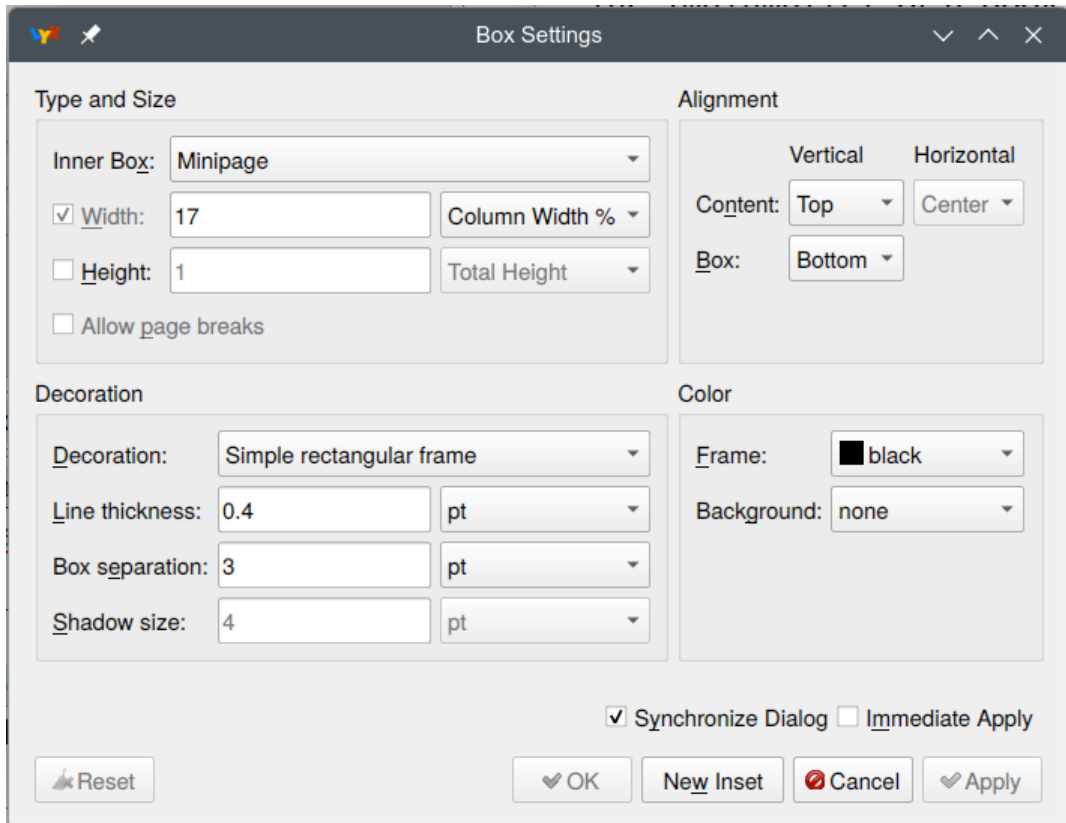 LyX
Box Settings
Type and Size
Inner Box: Minipage
Width: 17 Column Width %
Height: 1 Total Height
Allow page breaks
Alignment
Vertical Horizontal
Content: Top Center
Box: Bottom
Decoration
Decoration: Simple rectangular frame
Line thickness: 0.4 pt
Box separation: 3 pt
Shadow size: 4 pt
Color
Frame: black
Background: none
Synchronize Dialog Immediate Apply
Reset OK New Inset Cancel Apply